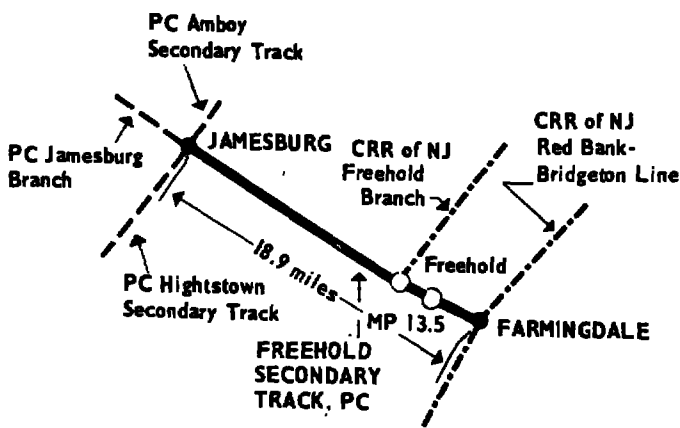 PC Amboy
Secondary Track
JAMESBURG
PC Jamesburg
Branch
CRR of NJ
Freehold
Branch
CRR of NJ
Red Bank-
Bridgeton Line
18.9 miles
Freehold
PC Hightstown
Secondary Track
MP 13.5
FARMINGDALE
FREEHOLD
SECONDARY
TRACK, PC